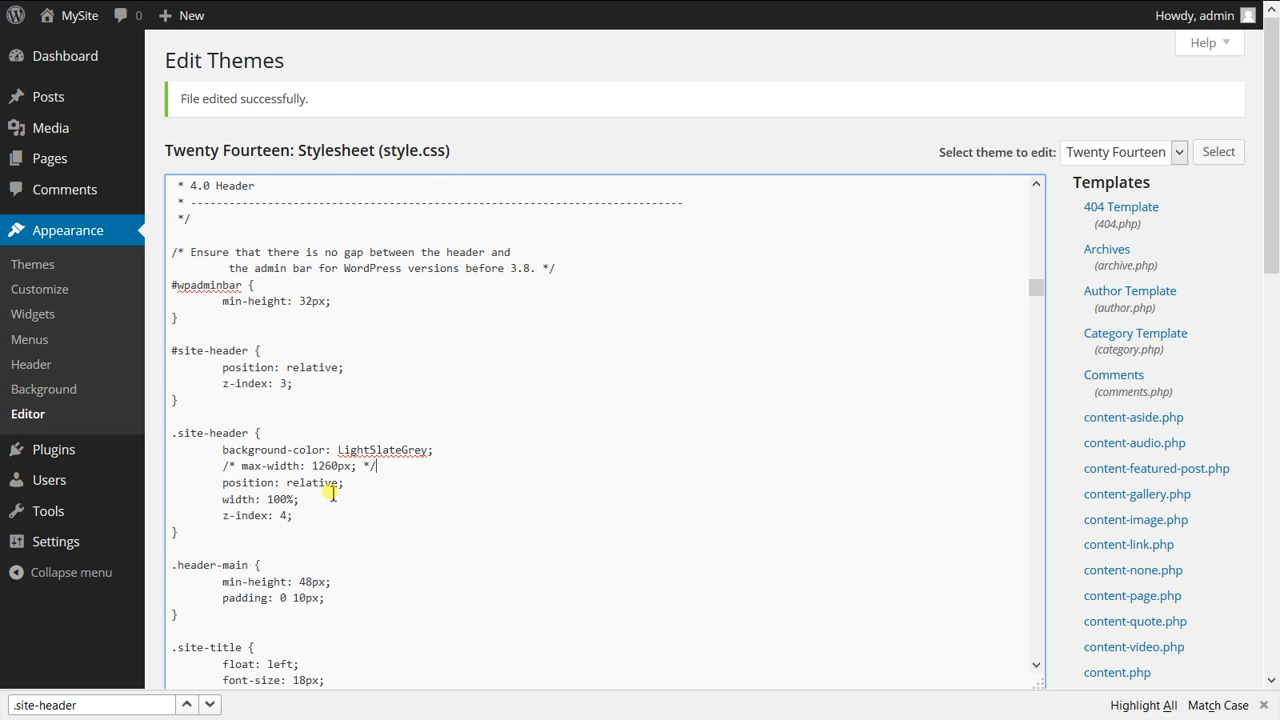 MySite 0 New Howdy, admin
Help
Dashboard
Posts
Media
Pages
Comments
Appearance
Themes
Customize
Widgets
Menus
Header
Background
Editor
Plugins
Users
Tools
Settings
Collapse menu
Edit Themes
File edited successfully.
Twenty Fourteen: Stylesheet (style.css)
Select theme to edit: Twenty Fourteen Select
* 4.0 Header
* -----------------------------------------------------------------------------
*/
/* Ensure that there is no gap between the header and
the admin bar for WordPress versions before 3.8. */
#wpadminbar {
min-height: 32px;
}
#site-header {
position: relative;
z-index: 3;
}
.site-header {
background-color: LightSlateGrey;
/* max-width: 1260px; */
position: relative;
width: 100%;
z-index: 4;
}
.header-main {
min-height: 48px;
padding: 0 10px;
}
.site-title {
float: left;
font-size: 18px;
Templates
404 Template
(404.php)
Archives
(archive.php)
Author Template
(author.php)
Category Template
(category.php)
Comments
(comments.php)
content-aside.php
content-audio.php
content-featured-post.php
content-gallery.php
content-image.php
content-link.php
content-none.php
content-page.php
content-quote.php
content-video.php
content.php
.site-header Highlight All Match Case